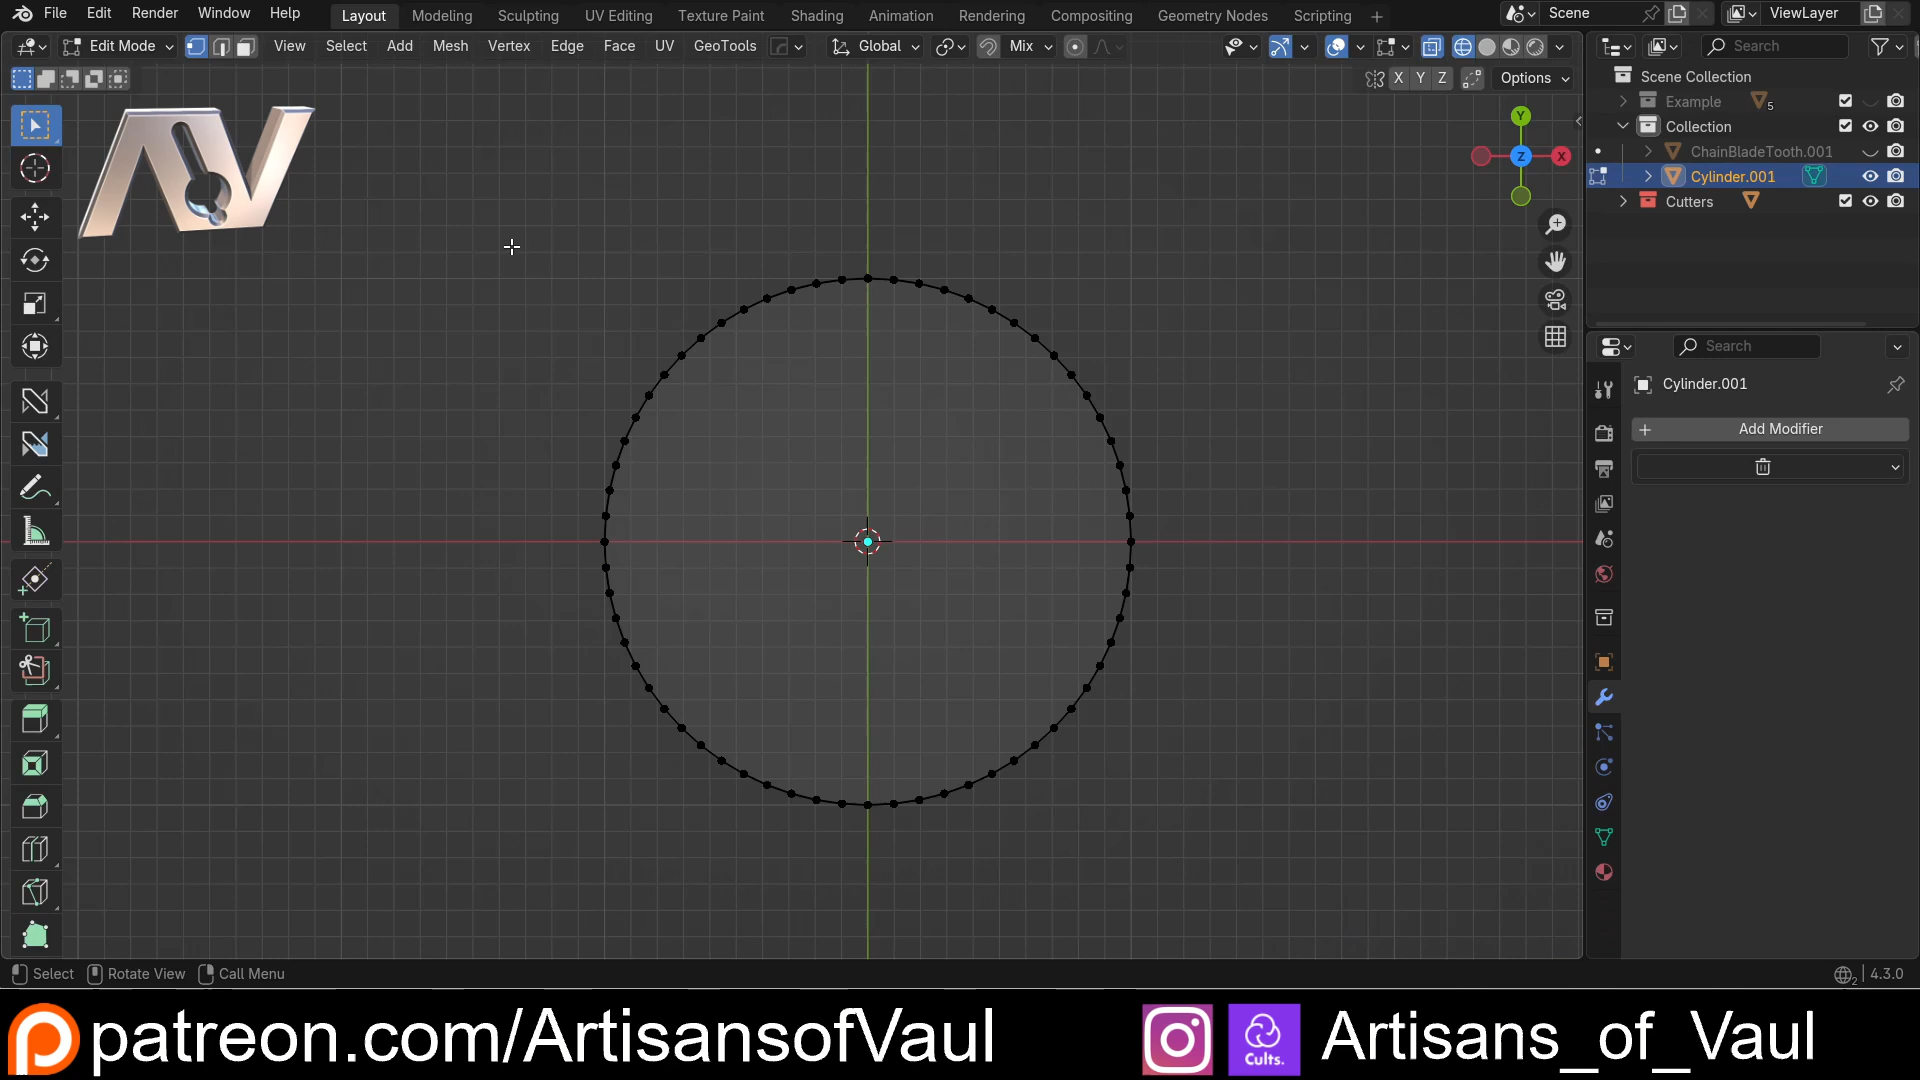 File Edit Render Window Help Layout Modeling Sculpting UV Editing Texture Paint Shading Animation Rendering Compositing Geometry Nodes Scripting + Scene ViewLayer
Edit Mode View Select Add Mesh Vertex Edge Face UV GeoTools Global Mix Search
X Y Z Options
Scene Collection
Example 5
Collection
ChainBladeTooth.001
Cylinder.001
Cutters
AV
Y
Z X
Search
Cylinder.001
+ Add Modifier
Select Rotate View Call Menu 2 4.3.0
patreon.com/ArtisansofVaul Cults. Artisans_of_Vaul